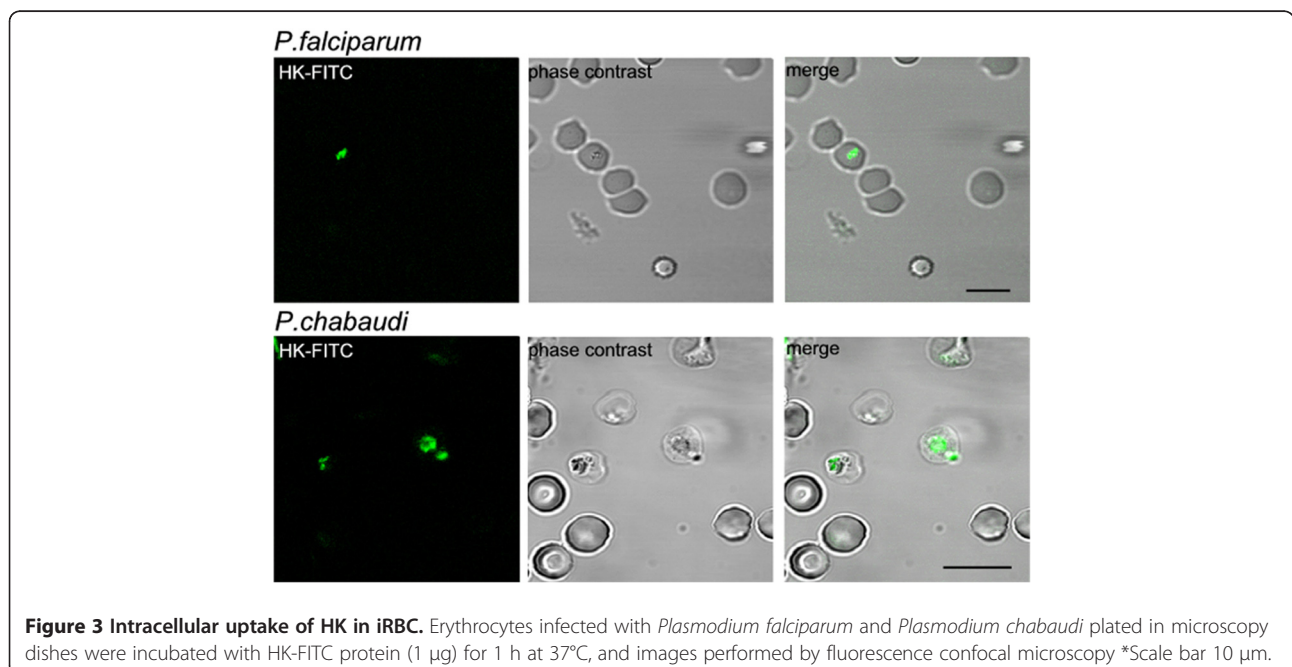 P.falciparum
HK-FITC
phase contrast
merge
P.chabaudi
HK-FITC
phase contrast
merge
Figure 3 Intracellular uptake of HK in iRBC. Erythrocytes infected with Plasmodium falciparum and Plasmodium chabaudi plated in microscopy
dishes were incubated with HK-FITC protein (1 μg) for 1 h at 37°C, and images performed by fluorescence confocal microscopy *Scale bar 10 μm.